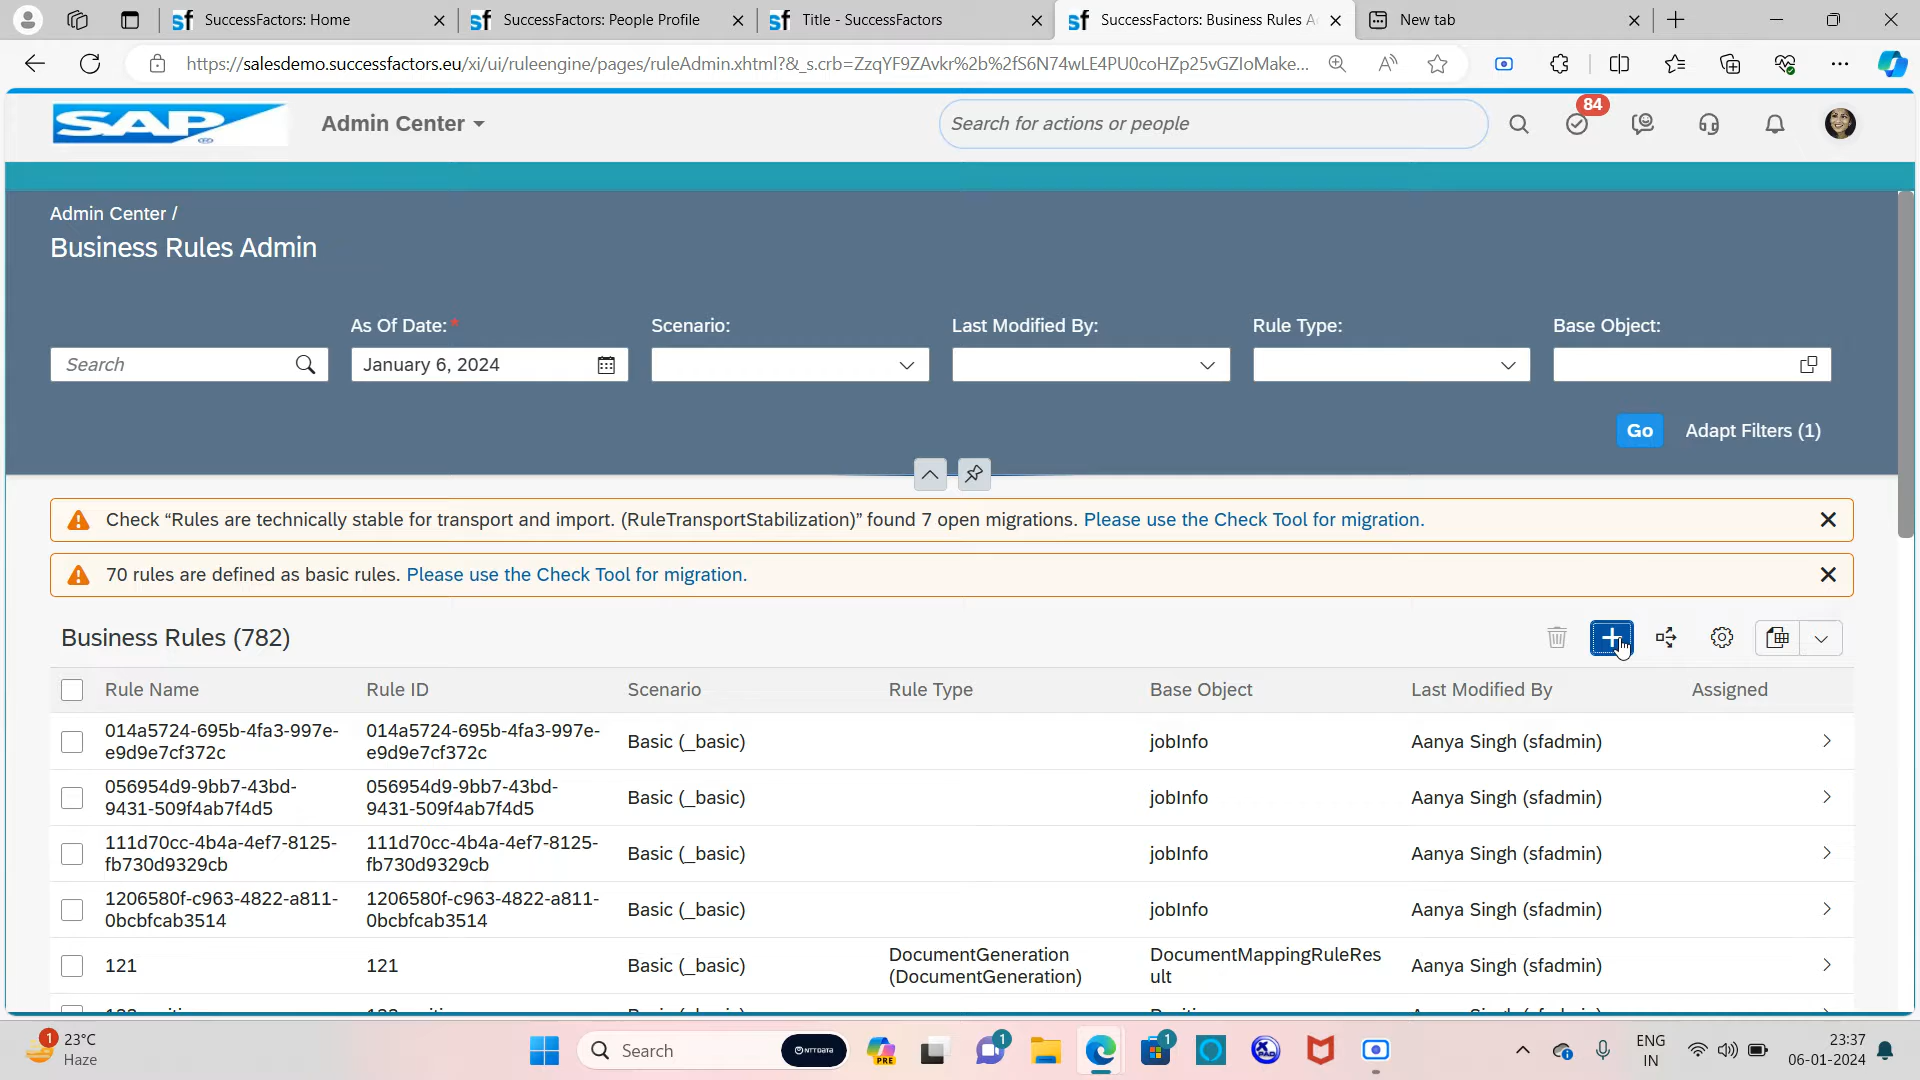 SuccessFactors: Home
SuccessFactors: People Profile
Title - SuccessFactors
SuccessFactors: Business Rules A
New tab
https://salesdemo.successfactors.eu/xi/ui/ruleengine/pages/ruleAdmin.xhtml?&_s.crb=ZzqYF9ZAvkr%2b%2fS6N74wLE4PU0coHZp25vGZIoMake...
SAP
Admin Center
Search for actions or people
84
Admin Center /
Business Rules Admin
As Of Date:*
Scenario:
Last Modified By:
Rule Type:
Base Object:
Search
January 6, 2024
Go
Adapt Filters (1)
Check “Rules are technically stable for transport and import. (RuleTransportStabilization)” found 7 open migrations. Please use the Check Tool for migration.
70 rules are defined as basic rules. Please use the Check Tool for migration.
Business Rules (782)
Rule Name Rule ID Scenario Rule Type Base Object Last Modified By Assigned
014a5724-695b-4fa3-997e- 014a5724-695b-4fa3-997e-
e9d9e7cf372c e9d9e7cf372c Basic (_basic) jobInfo Aanya Singh (sfadmin)
056954d9-9bb7-43bd- 056954d9-9bb7-43bd-
9431-509f4ab7f4d5 9431-509f4ab7f4d5 Basic (_basic) jobInfo Aanya Singh (sfadmin)
111d70cc-4b4a-4ef7-8125- 111d70cc-4b4a-4ef7-8125-
fb730d9329cb fb730d9329cb Basic (_basic) jobInfo Aanya Singh (sfadmin)
1206580f-c963-4822-a811- 1206580f-c963-4822-a811-
0bcbfcab3514 0bcbfcab3514 Basic (_basic) jobInfo Aanya Singh (sfadmin)
121 121 Basic (_basic) DocumentGeneration (DocumentGeneration) DocumentMappingRuleRes ult Aanya Singh (sfadmin)
1
23°C
Haze
Search
NTT DATA
PRE
1
1
ENG
IN
23:37
06-01-2024